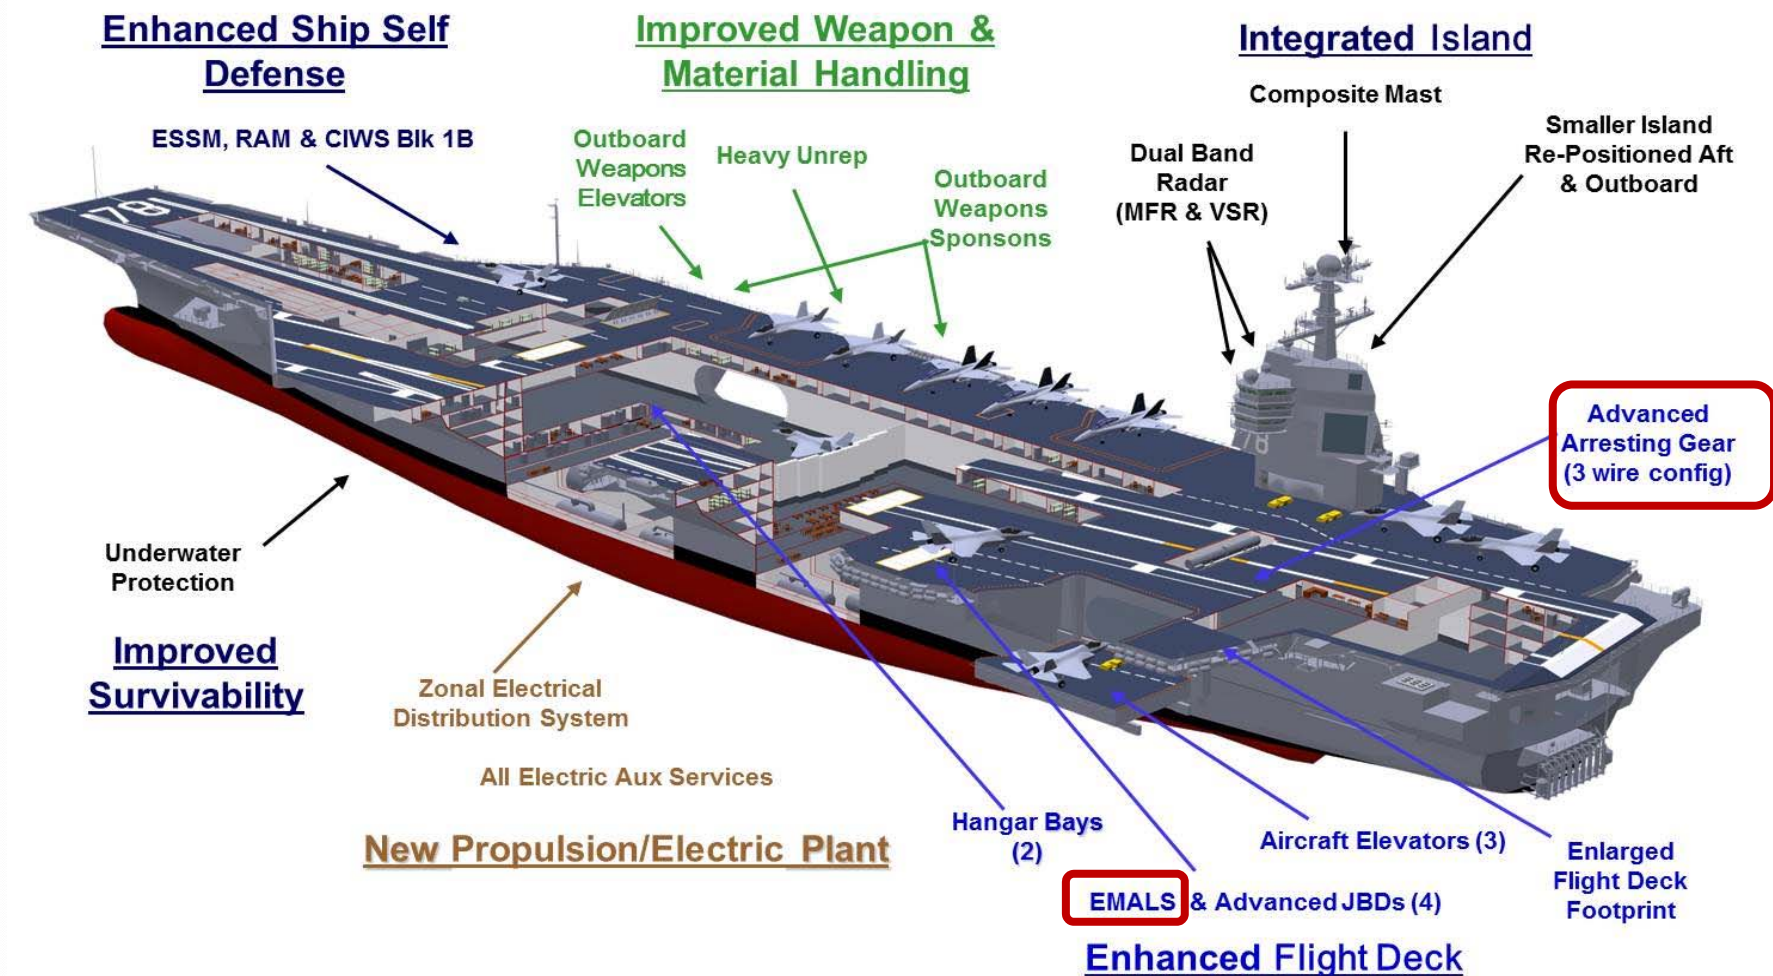 Enhanced Ship Self
Defense
ESSM, RAM & CIWS Blk 1B
Improved Weapon &
Material Handling
Outboard
Weapons
Elevators
Heavy Unrep
Outboard
Weapons
Sponsons
Integrated Island
Composite Mast
Dual Band
Radar
(MFR & VSR)
Smaller Island
Re-Positioned Aft
& Outboard
78
78
Advanced
Arresting Gear
(3 wire config)
Underwater
Protection
Improved
Survivability
Zonal Electrical
Distribution System
All Electric Aux Services
New Propulsion/Electric Plant
Hangar Bays
(2)
Aircraft Elevators (3)
Enlarged
Flight Deck
Footprint
EMALS & Advanced JBDs (4)
Enhanced Flight Deck